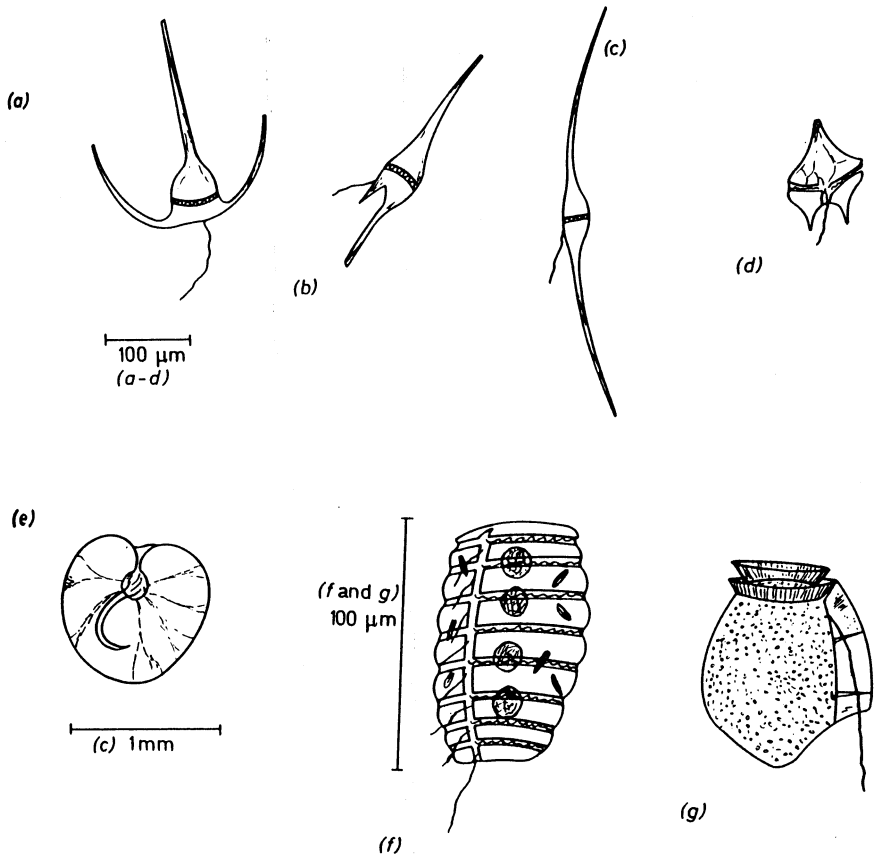 (a)
(b)
(c)
(d)
100 µm
(a-d)
(e)
(c) 1mm
(f and g)
100 µm
(f)
(g)